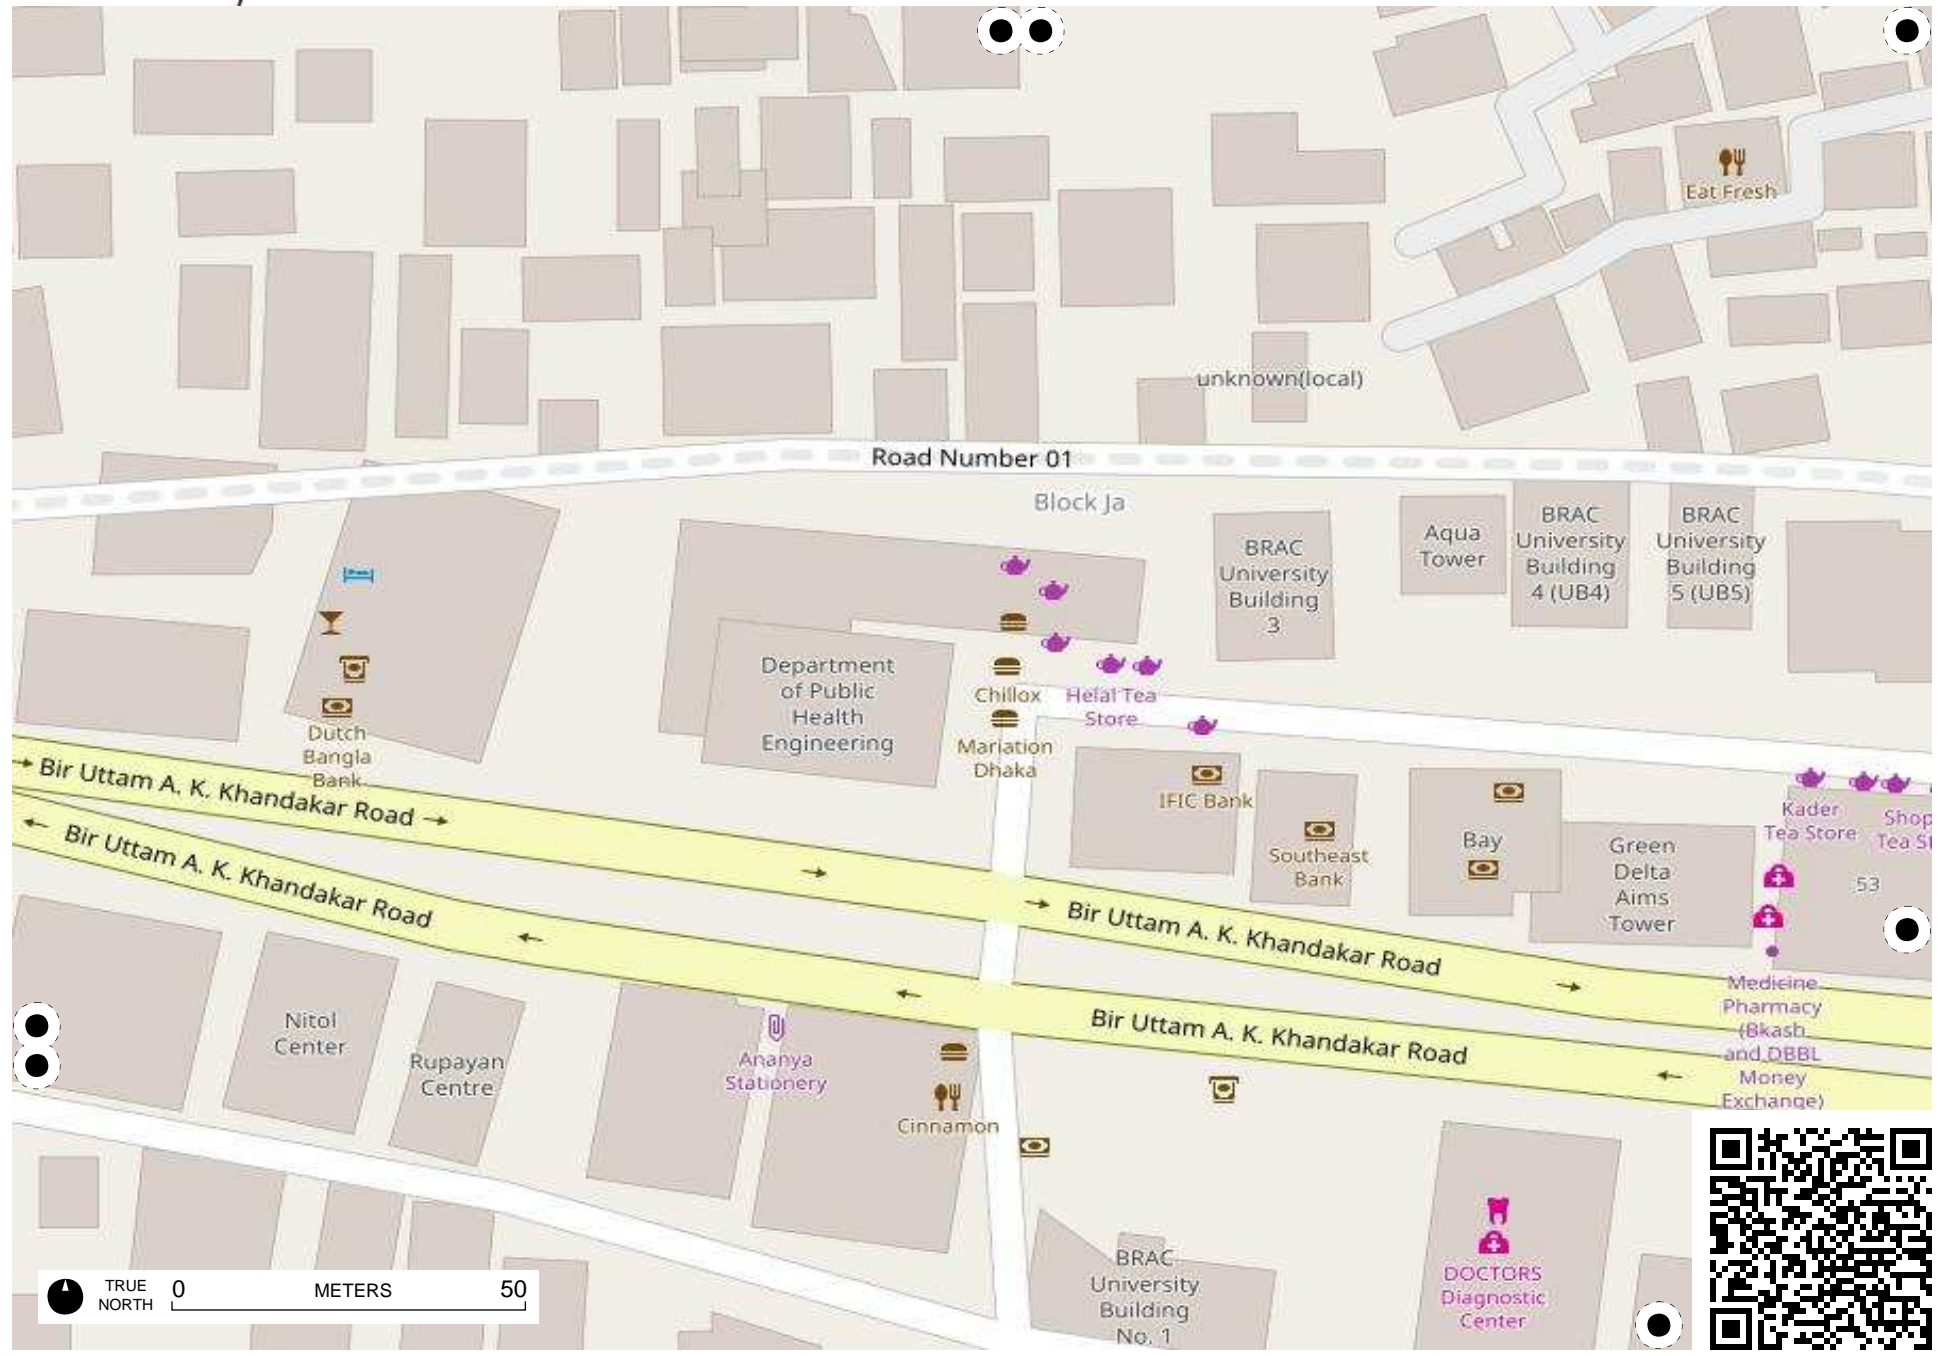 Eat Fresh
unknown(local)
Road Number 01
Block Ja
BRAC
University
Building
3
Aqua
Tower
BRAC
University
Building
4 (UB4)
BRAC
University
Building
5 (UB5)
Department
of Public
Health
Engineering
Chillox
Helal Tea
Store
Mariation
Dhaka
Dutch
Bangla
Bank
Bir Uttam A. K. Khandakar Road
Bir Uttam A. K. Khandakar Road
IFIC Bank
Southeast
Bank
Bay
Green
Delta
Aims
Tower
Kader
Tea Store
Shop
Tea St
53
Bir Uttam A. K. Khandakar Road
Bir Uttam A. K. Khandakar Road
Medicine
Pharmacy
(Bkash
and DBBL
Money
Exchange)
Nitol
Center
Rupayan
Centre
Ananya
Stationery
Cinnamon
BRAC
University
Building
No. 1
DOCTORS
Diagnostic
Center
TRUE
NORTH
0 METERS 50